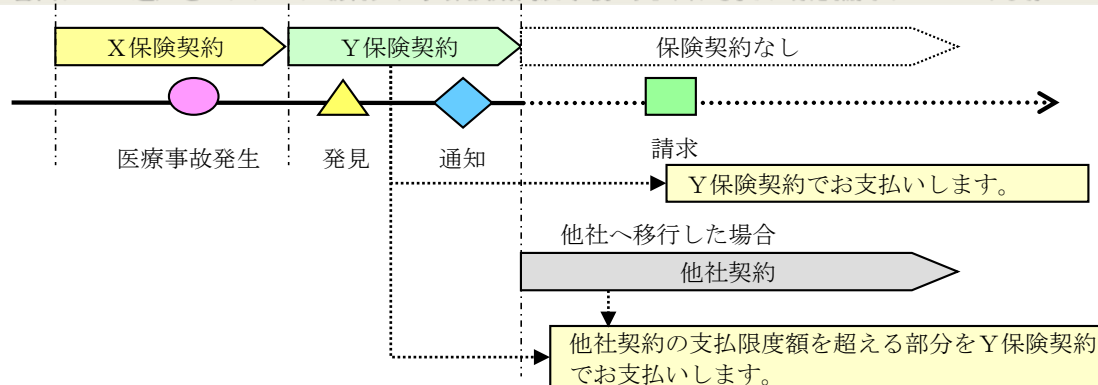 X保険契約
Y保険契約
保険契約なし
医療事故発生
発見
通知
請求
Y保険契約でお支払いします。
他社へ移行した場合
他社契約
他社契約の支払限度額を超える部分をY保険契約
でお支払いします。